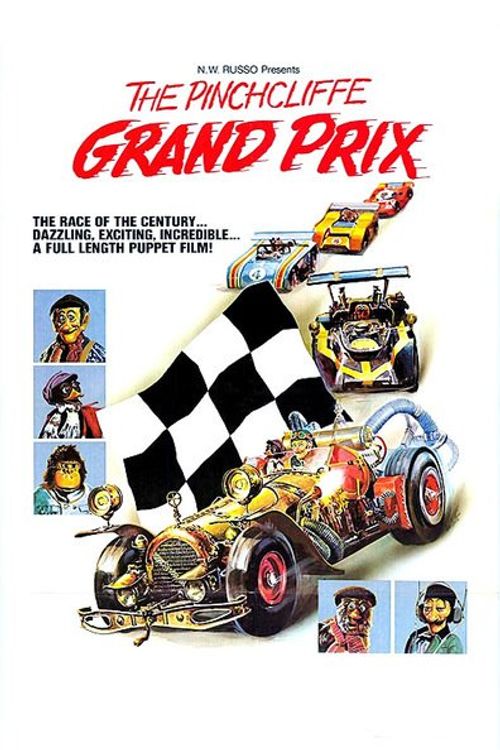 N.W. RUSSO Presents
THE PINCHCLIFFE
GRAND PRIX
THE RACE OF THE CENTURY...
DAZZLING, EXCITING, INCREDIBLE...
A FULL LENGTH PUPPET FILM!